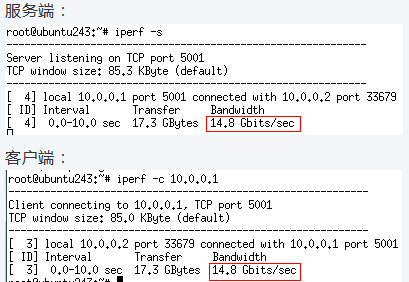 服务端：
root@ubuntu243:~# iperf -s
------------------------------------------------------------
Server listening on TCP port 5001
TCP window size: 85.3 KByte (default)
------------------------------------------------------------
[  4] local 10.0.0.1 port 5001 connected with 10.0.0.2 port 33679
[ ID] Interval       Transfer     Bandwidth
[  4]  0.0-10.0 sec  17.3 GBytes  14.8 Gbits/sec
客户端：
root@ubuntu243:~# iperf -c 10.0.0.1
------------------------------------------------------------
Client connecting to 10.0.0.1, TCP port 5001
TCP window size: 85.0 KByte (default)
------------------------------------------------------------
[  3] local 10.0.0.2 port 33679 connected with 10.0.0.1 port 5001
[ ID] Interval       Transfer     Bandwidth
[  3]  0.0-10.0 sec  17.3 GBytes  14.8 Gbits/sec
root@ubuntu243:~#